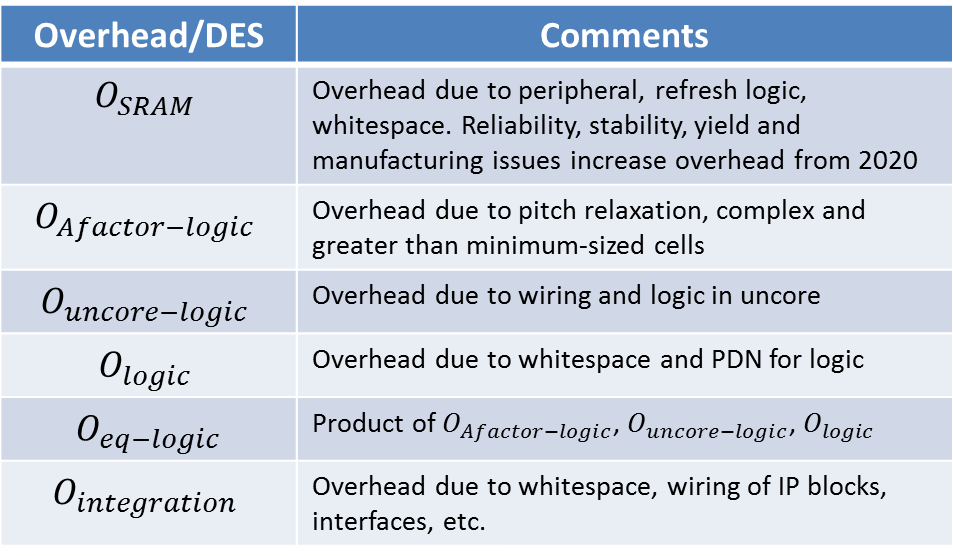 Overhead/DES Comments
O_{SRAM} Overhead due to peripheral, refresh logic,
whitespace. Reliability, stability, yield and
manufacturing issues increase overhead from 2020
O_{Afactor−logic} Overhead due to pitch relaxation, complex and
greater than minimum-sized cells
O_{uncore−logic} Overhead due to wiring and logic in uncore
O_{logic} Overhead due to whitespace and PDN for logic
O_{eq−logic} Product of O_{Afactor−logic}, O_{uncore−logic}, O_{logic}
O_{integration} Overhead due to whitespace, wiring of IP blocks,
interfaces, etc.